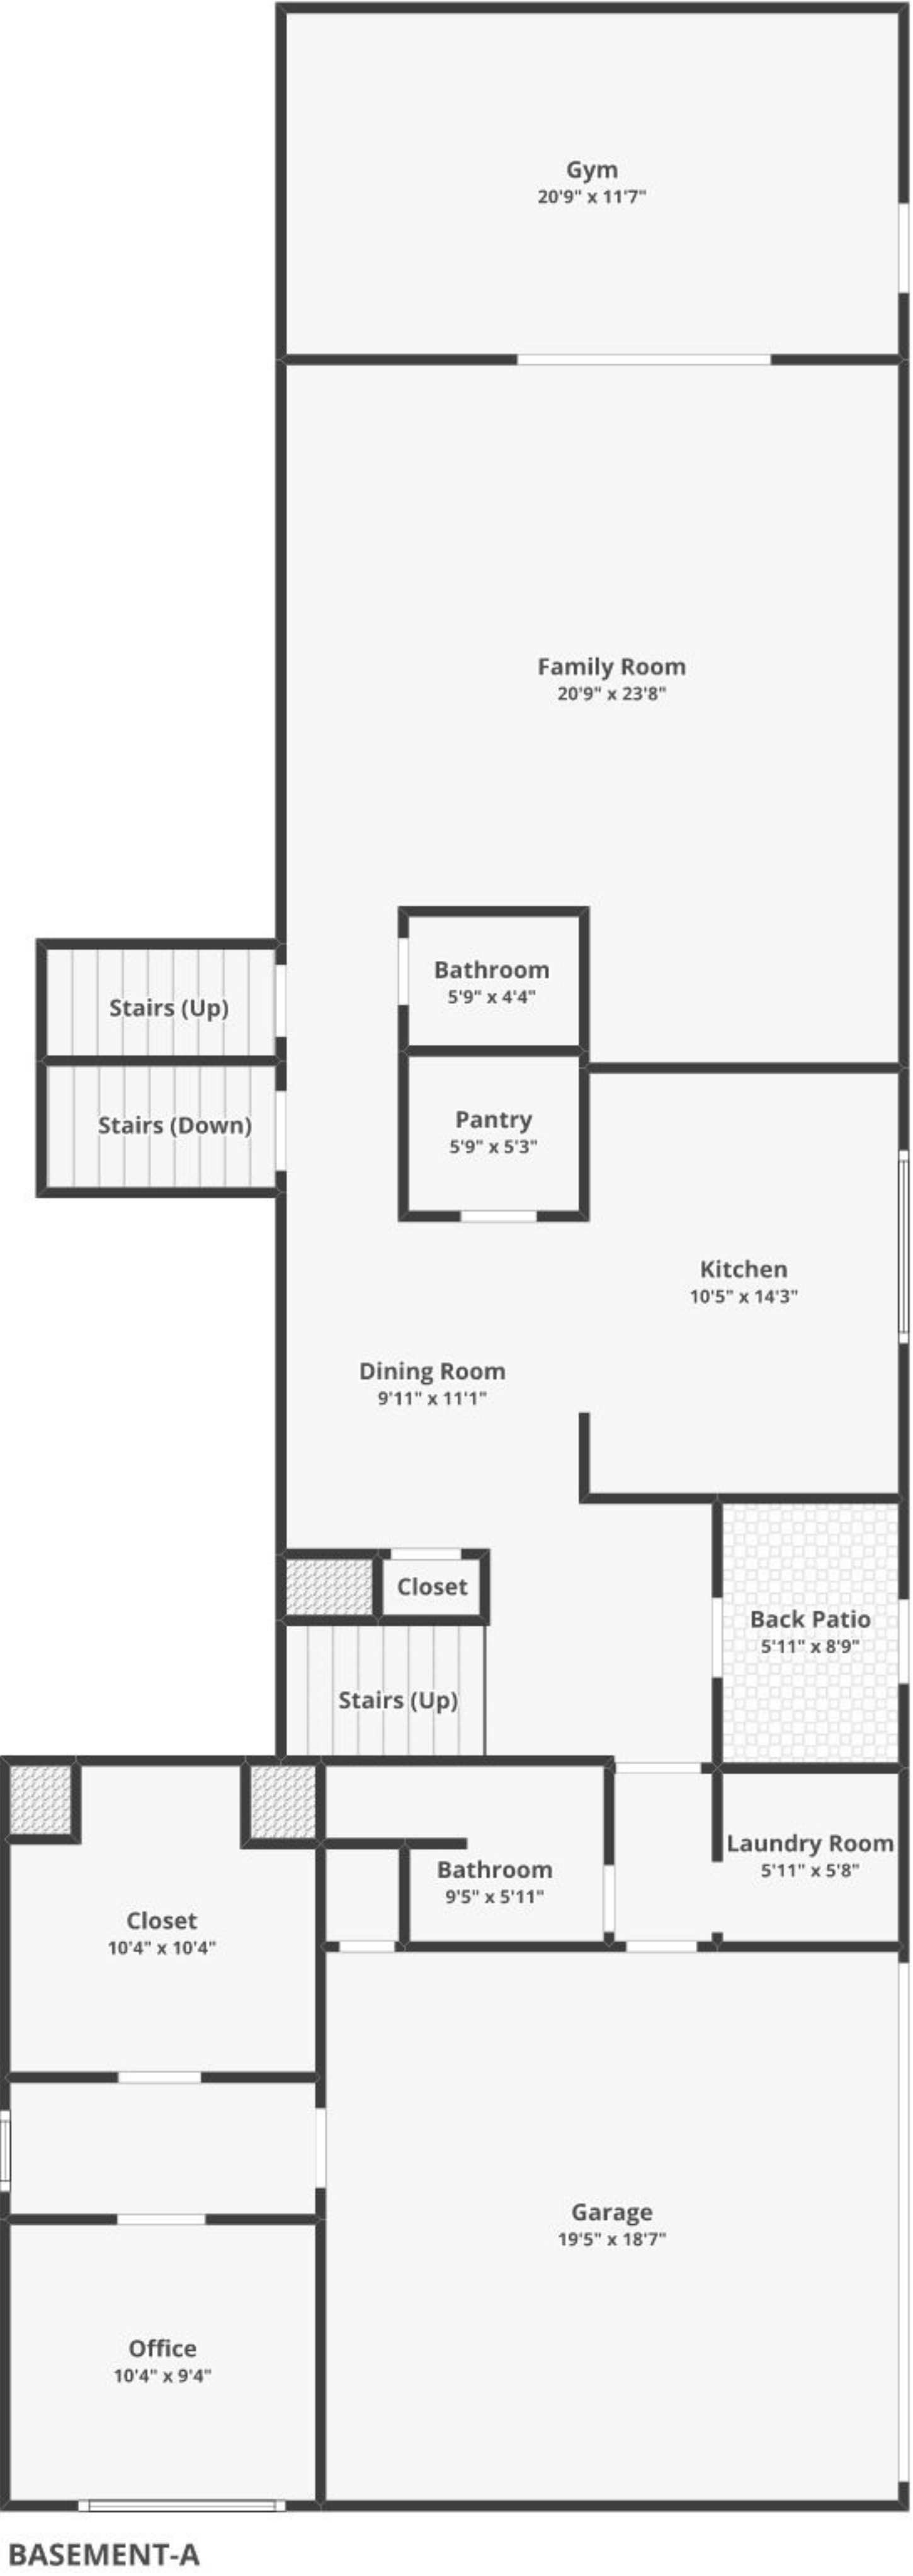 Gym
20'9" x 11'7"
Family Room
20'9" x 23'8"
Bathroom
5'9" x 4'4"
Stairs (Up)
Pantry
5'9" x 5'3"
Stairs (Down)
Kitchen
10'5" x 14'3"
Dining Room
9'11" x 11'1"
Closet
Back Patio
5'11" x 8'9"
Stairs (Up)
Laundry Room
5'11" x 5'8"
Bathroom
9'5" x 5'11"
Closet
10'4" x 10'4"
Garage
19'5" x 18'7"
Office
10'4" x 9'4"
BASEMENT-A